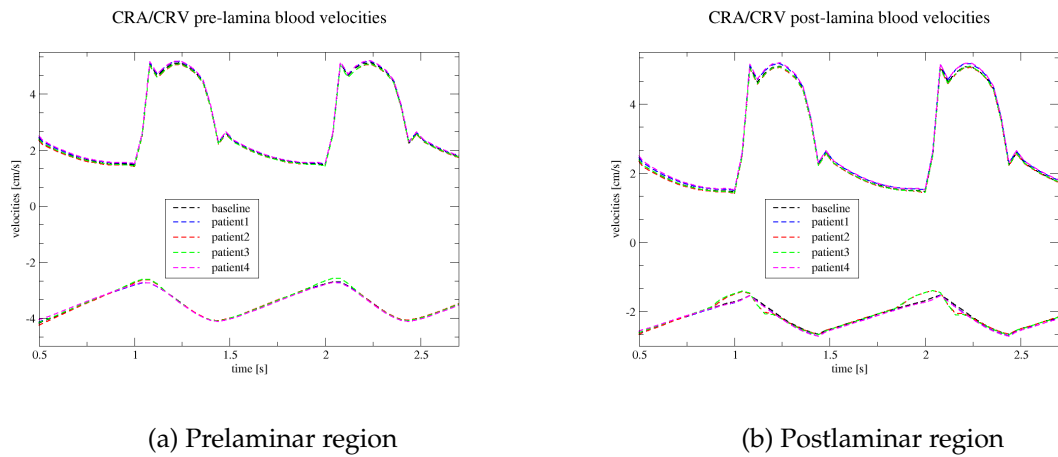 CRA/CRV pre-lamina blood velocities
4
2
0
-2
-4
velocities [cm/s]
baseline
patient1
patient2
patient3
patient4
0.5
1
1.5
2
2.5
time [s]
(a) Prelaminar region
CRA/CRV post-lamina blood velocities
4
2
0
-2
velocities [cm/s]
baseline
patient1
patient2
patient3
patient4
0.5
1
1.5
2
2.5
time [s]
(b) Postlaminar region